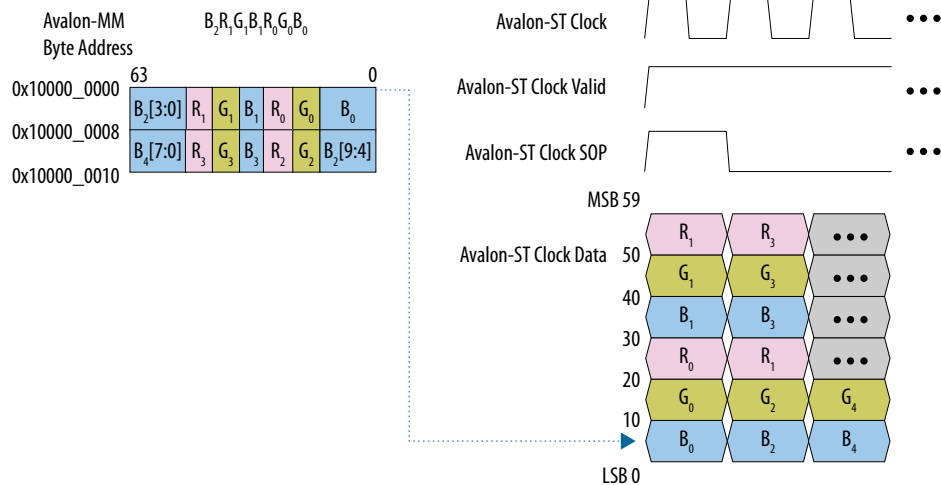 Avalon-MM
Byte Address
B2R1G1B1R0G0B0
63 0
0x10000_0000
B2[3:0] R1 G1 B1 R0 G0 B0
0x10000_0008
B4[7:0] R3 G3 B3 R2 G2 B2[9:4]
0x10000_0010
Avalon-ST Clock
Avalon-ST Clock Valid
Avalon-ST Clock SOP
MSB 59
Avalon-ST Clock Data
R1 R3
50
G1 G3
40
B1 B3
30
R0 R1
20
G0 G2 G4
10
B0 B2 B4
LSB 0